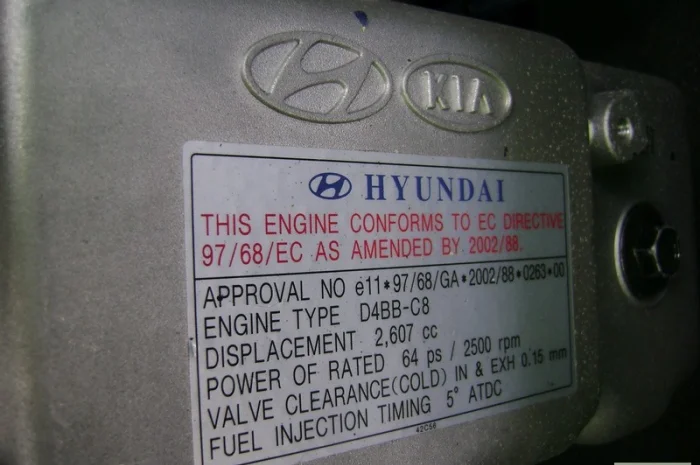 KIA
HYUNDAI
THIS ENGINE CONFORMS TO EC DIRECTIVE
97/68/EC AS AMENDED BY 2002/88.
APPROVAL NO e11*97/68/GA*2002/88*0263*00
ENGINE TYPE D4BB-C8
DISPLACEMENT 2,607 cc
POWER OF RATED 64 ps / 2500 rpm
VALVE CLEARANCE(COLD) IN & EXH 0.15 mm
FUEL INJECTION TIMING 5° ATDC
42C56